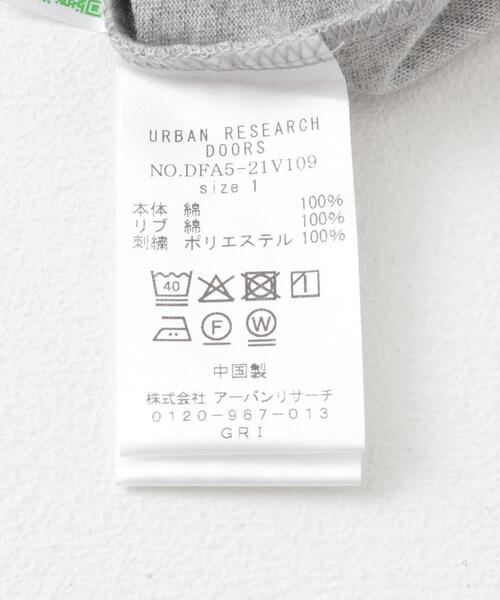 URBAN RESEARCH
DOORS
NO.DFA5-21V109
size 1
本体 綿 100%
リブ 綿 100%
刺繍 ポリエステル 100%
40
F W
中国製
株式会社 アーバンリサーチ
0120-967-013
GRI